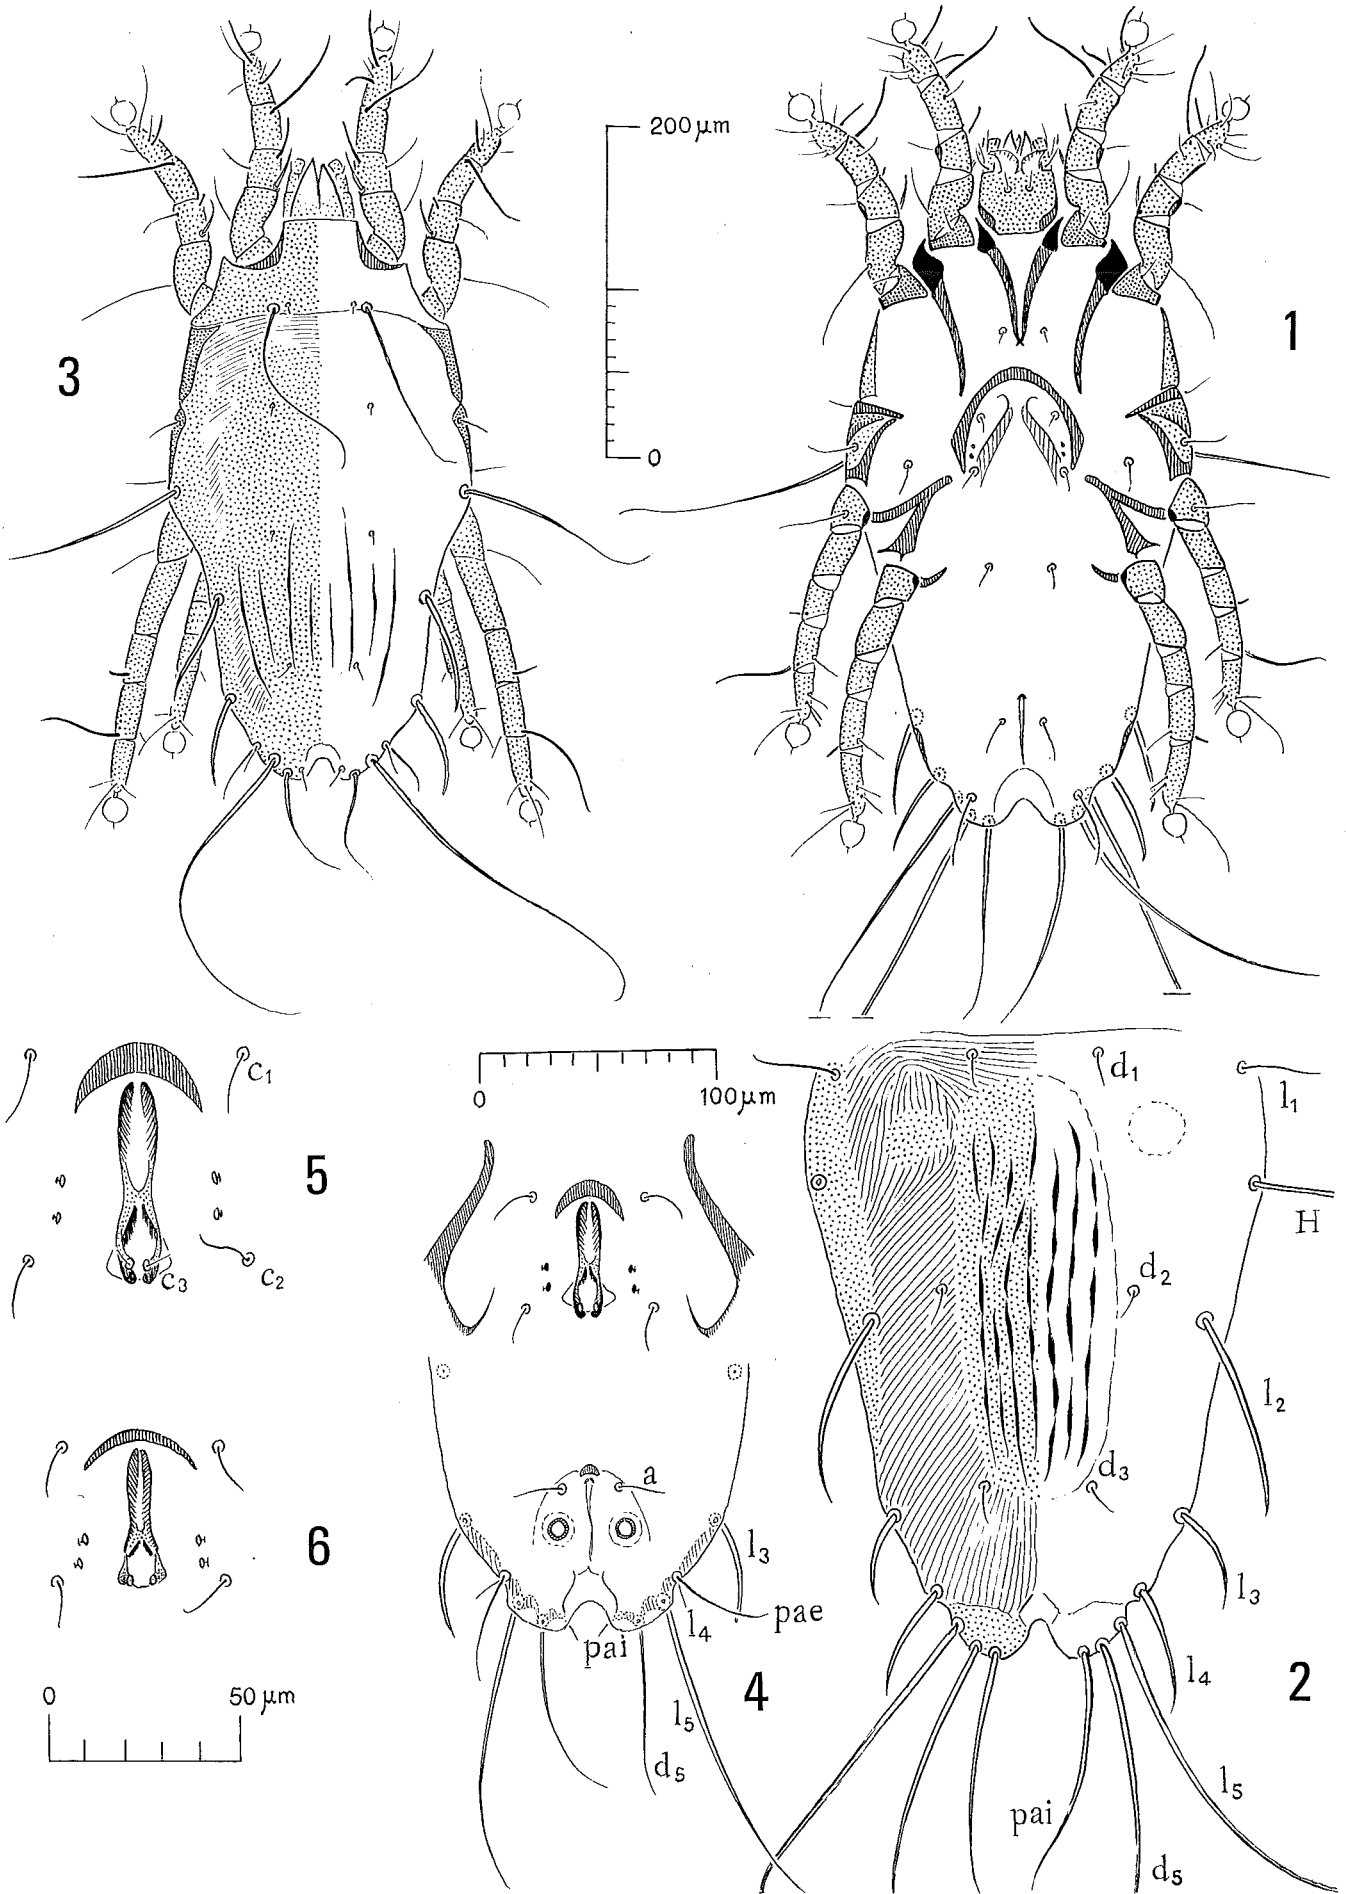 200 µm
0
3
1
5
c₁
c₂
c₃
0
100 µm
d₁
l₁
H
d₂
l₂
d₃
a
l₃
pae
l₄
pai
l₅
d₅
4
6
0
50 µm
l₃
l₄
2
l₅
pai
d₅